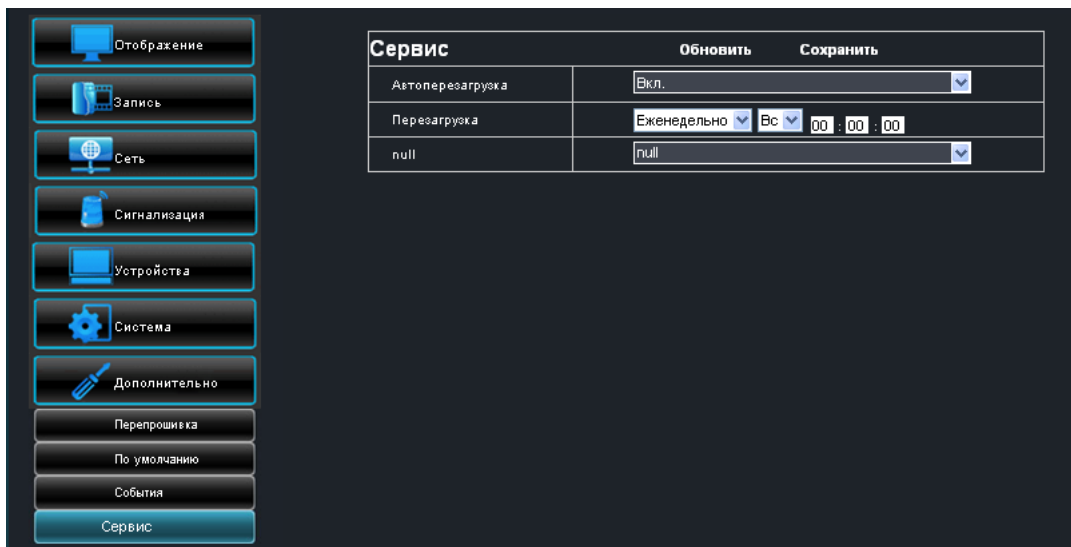 Отображение
Запись
Сеть
Сигнализация
Устройства
Система
Дополнительно
Перепрошивка
По умолчанию
События
Сервис
Сервис Обновить Сохранить
Автоперезагрузка Вкл.
Перезагрузка Еженедельно Вс 00 : 00 : 00
null null